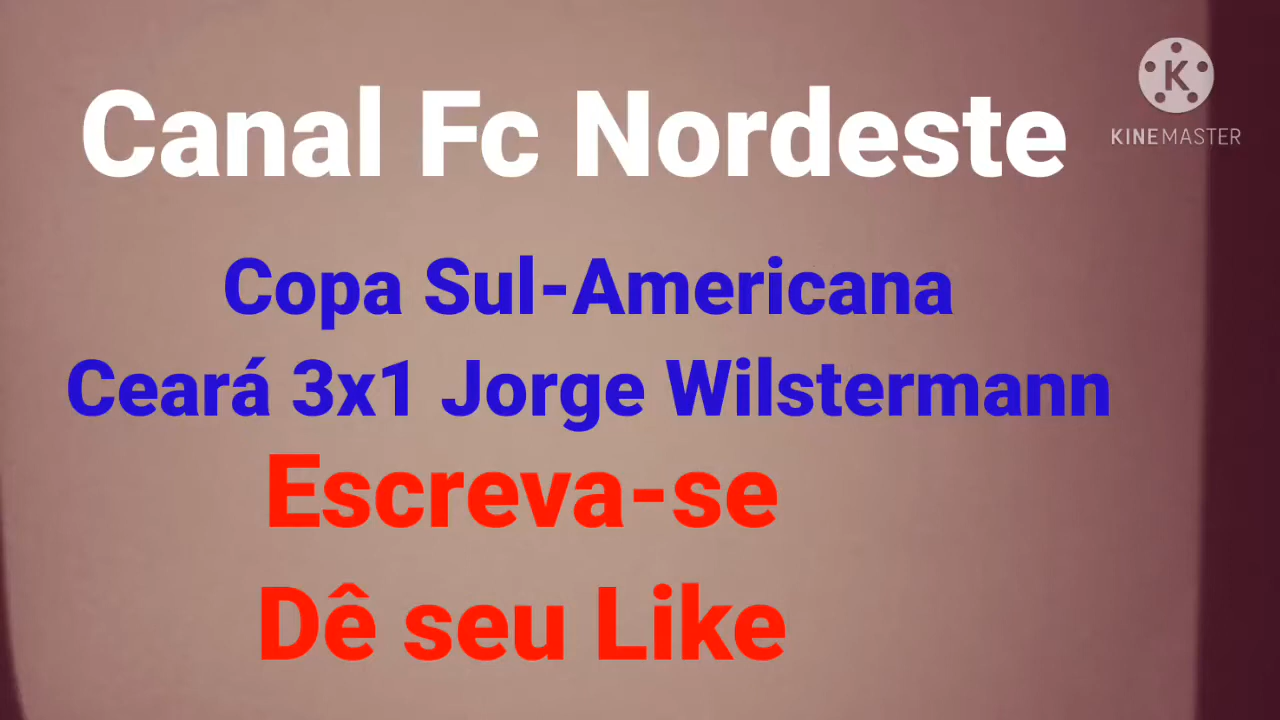 Canal Fc Nordeste
KINEMASTER
Copa Sul-Americana
Ceará 3x1 Jorge Wilstermann
Escreva-se
Dê seu Like